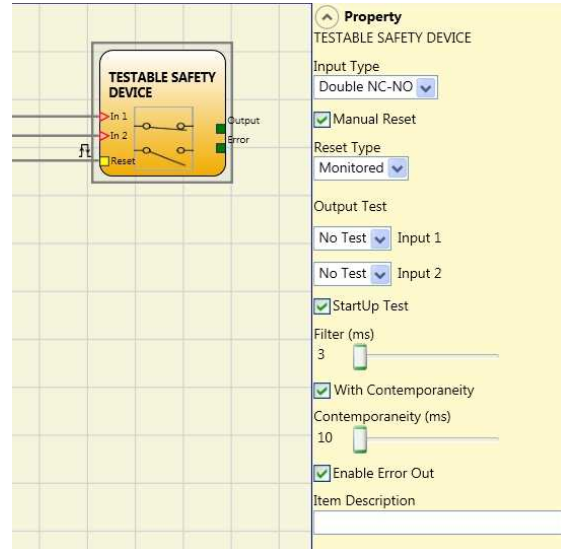 TESTABLE SAFETY
DEVICE
In 1
In 2
Reset
Output
Error
Property
TESTABLE SAFETY DEVICE
Input Type
Double NC-NO
Manual Reset
Reset Type
Monitored
Output Test
No Test Input 1
No Test Input 2
StartUp Test
Filter (ms)
3
With Contemporaneity
Contemporaneity (ms)
10
Enable Error Out
Item Description